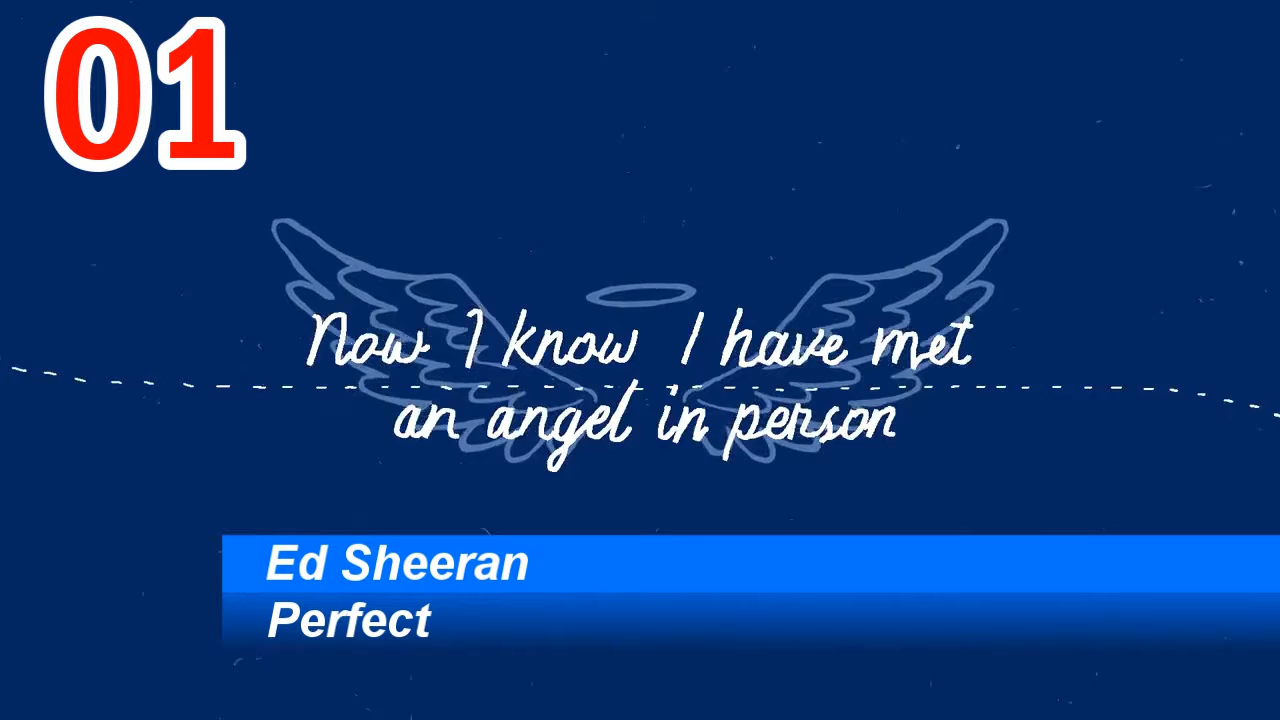 01
Now I know I have met
an angel in person
Ed Sheeran
Perfect